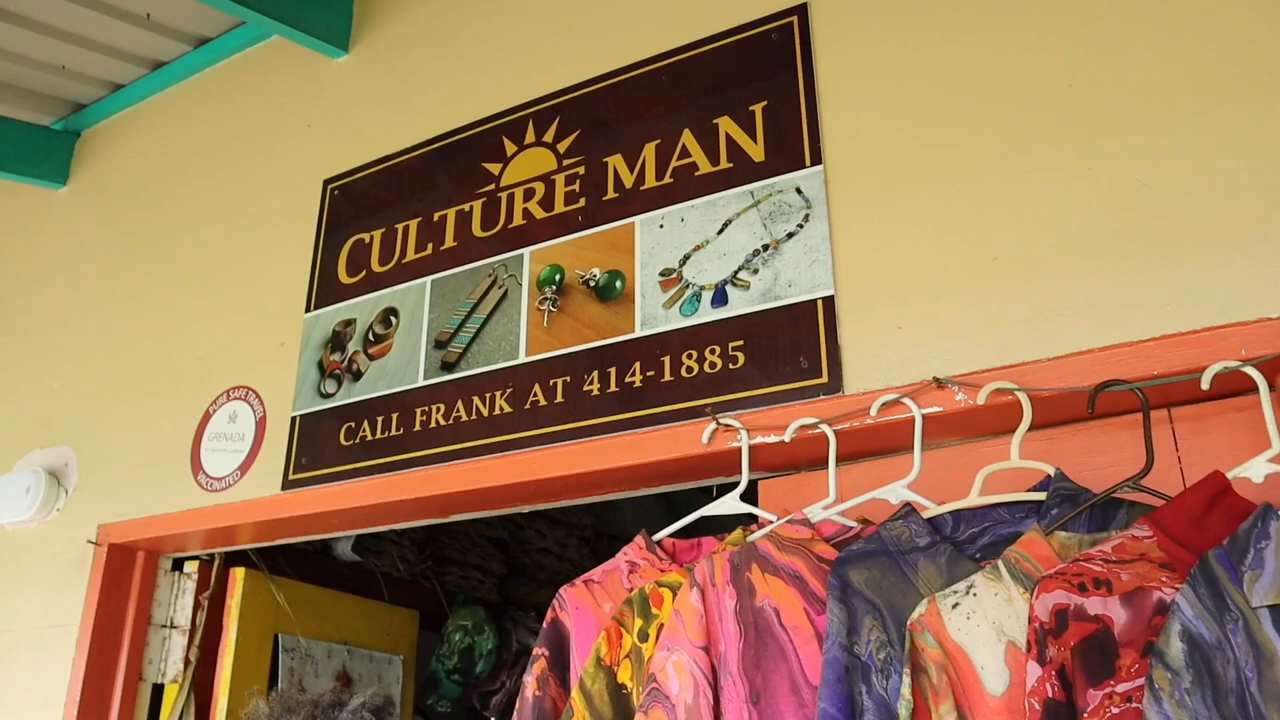 CULTURE MAN
CALL FRANK AT 414-1885
PURE SAFE TRAVEL
GRENADA
VACCINATED